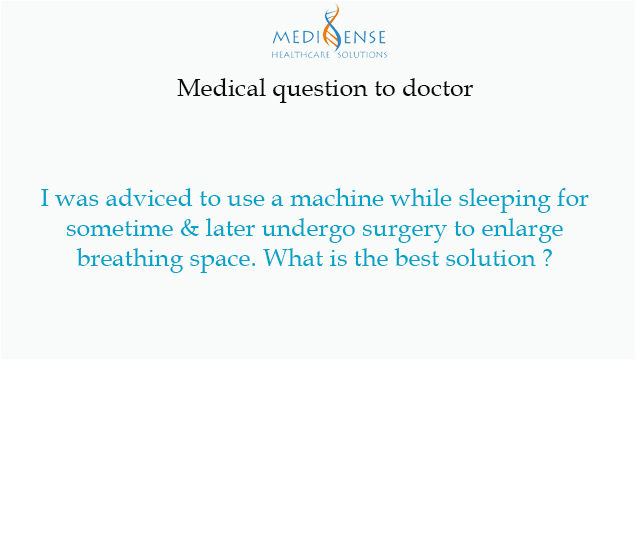 MEDISENSE
HEALTHCARE SOLUTIONS
Medical question to doctor
I was adviced to use a machine while sleeping for
sometime & later undergo surgery to enlarge
breathing space. What is the best solution ?